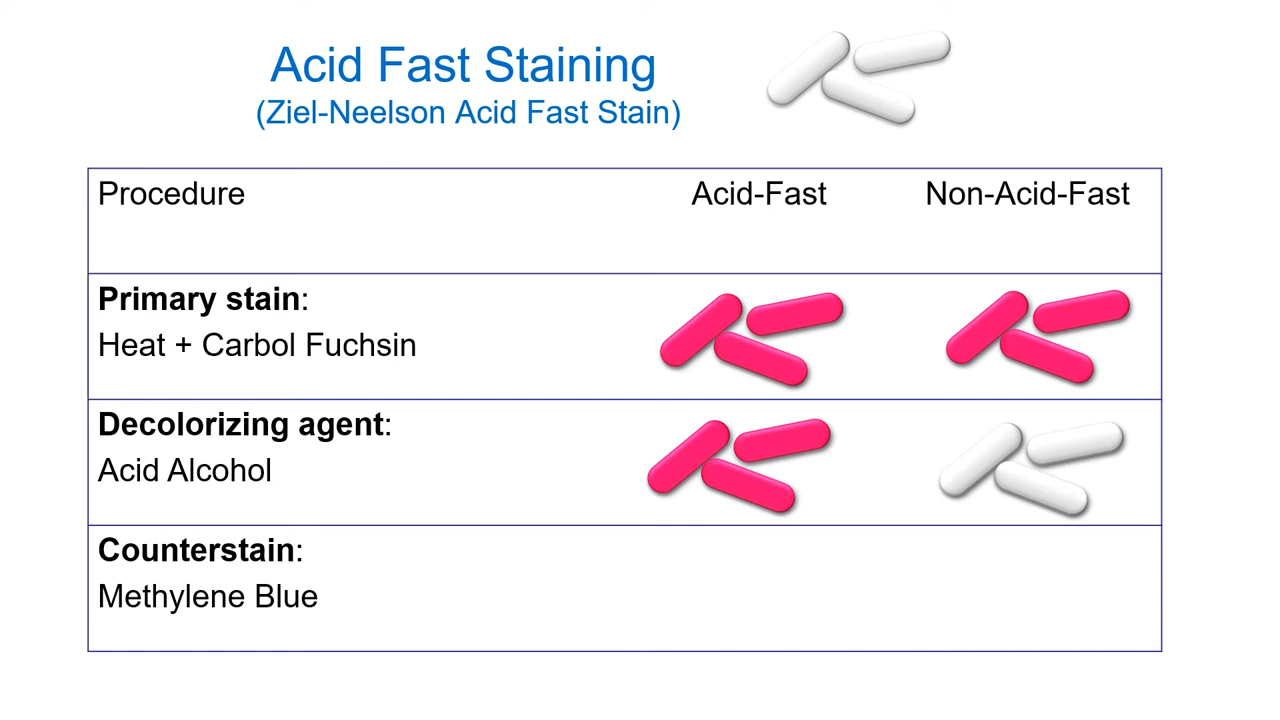 Acid Fast Staining
(Ziel-Neelson Acid Fast Stain)
Procedure Acid-Fast Non-Acid-Fast
Primary stain:
Heat + Carbol Fuchsin
Decolorizing agent:
Acid Alcohol
Counterstain:
Methylene Blue